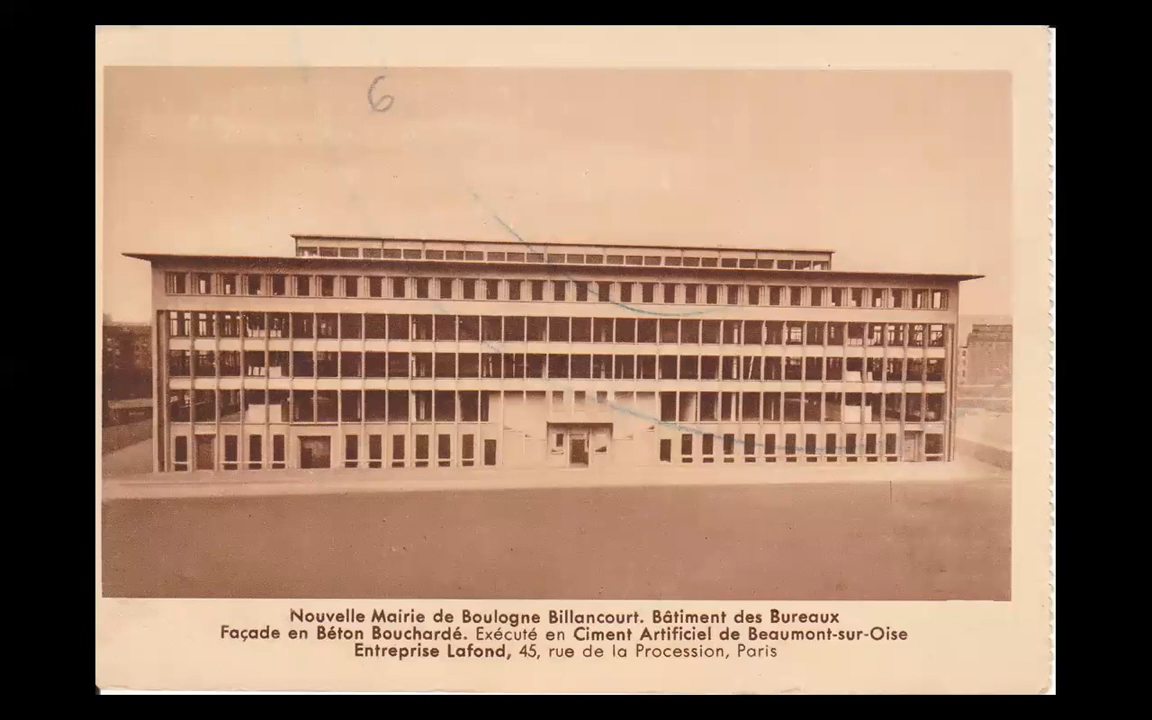 6
Nouvelle Mairie de Boulogne Billancourt. Bâtiment des Bureaux
Façade en Béton Bouchardé. Exécuté en Ciment Artificiel de Beaumont-sur-Oise
Entreprise Lafond, 45, rue de la Procession, Paris